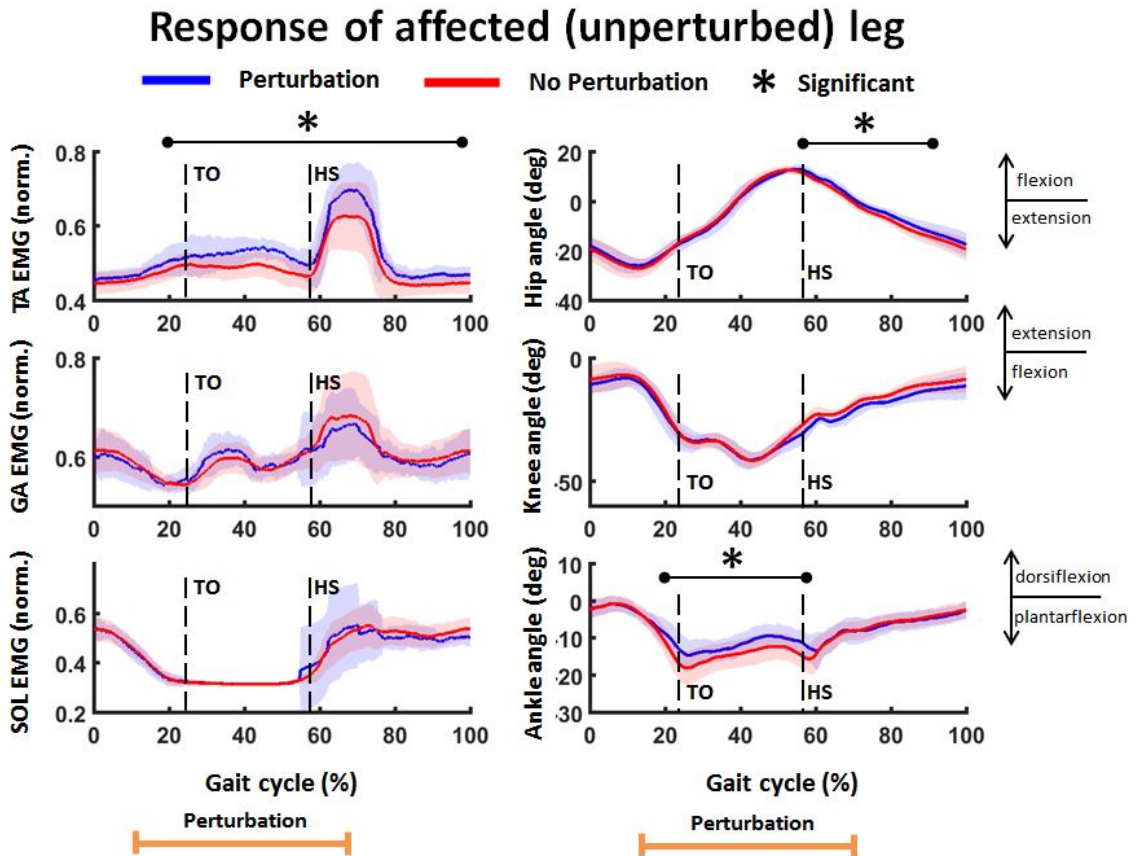 Response of affected (unperturbed) leg
Perturbation No Perturbation * Significant
TA EMG (norm.)
0.8
0.6
0.4
*
TO HS
0 20 40 60 80 100
Hip angle (deg)
20
0
-20
-40
*
TO HS
0 20 40 60 80 100
flexion
extension
GA EMG (norm.)
0.8
0.6
TO HS
0 20 40 60 80 100
Knee angle (deg)
0
-50
TO HS
0 20 40 60 80 100
extension
flexion
SOL EMG (norm.)
0.6
0.4
0.2
TO HS
0 20 40 60 80 100
Ankle angle (deg)
10
0
-10
-20
-30
*
TO HS
0 20 40 60 80 100
dorsiflexion
plantarflexion
Gait cycle (%) Gait cycle (%)
Perturbation Perturbation